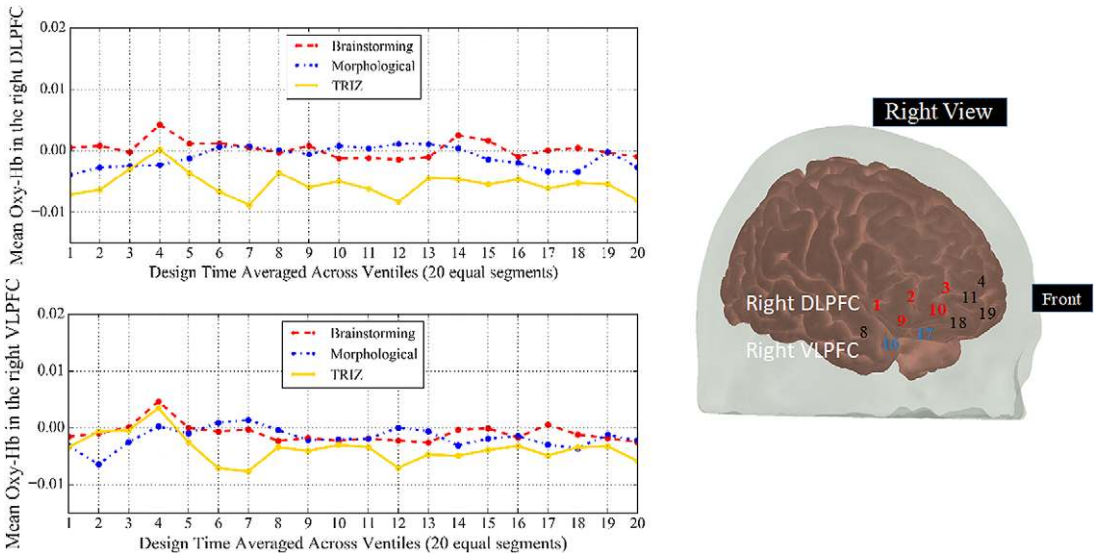 Mean Oxy-Hb in the right DLPFC
0.02
0.01
0.00
−0.01
Brainstorming
Morphological
TRIZ
1 2 3 4 5 6 7 8 9 10 11 12 13 14 15 16 17 18 19 20
Design Time Averaged Across Ventiles (20 equal segments)
Mean Oxy-Hb in the right VLPFC
0.02
0.01
0.00
−0.01
Brainstorming
Morphological
TRIZ
1 2 3 4 5 6 7 8 9 10 11 12 13 14 15 16 17 18 19 20
Design Time Averaged Across Ventiles (20 equal segments)
Right View
Front
Right DLPFC
1 2 3 4
9 10 11
8 16 17 18 19
Right VLPFC